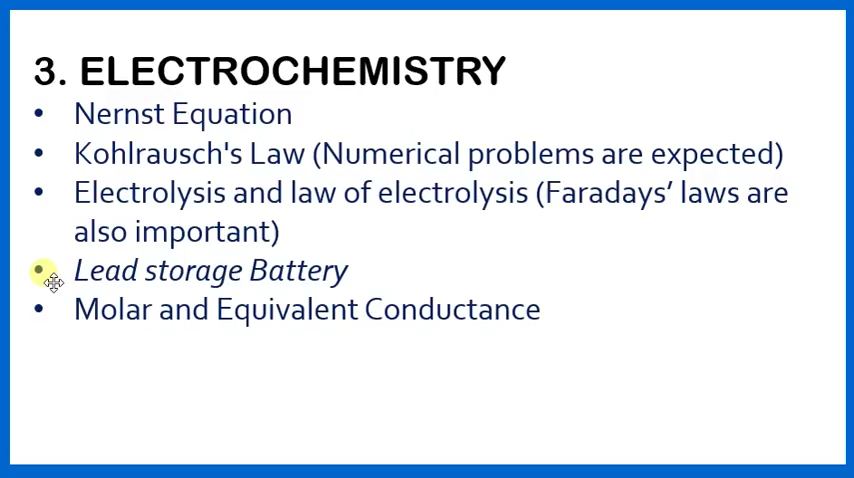 3. ELECTROCHEMISTRY
• Nernst Equation
• Kohlrausch's Law (Numerical problems are expected)
• Electrolysis and law of electrolysis (Faradays’ laws are
also important)
• Lead storage Battery
• Molar and Equivalent Conductance